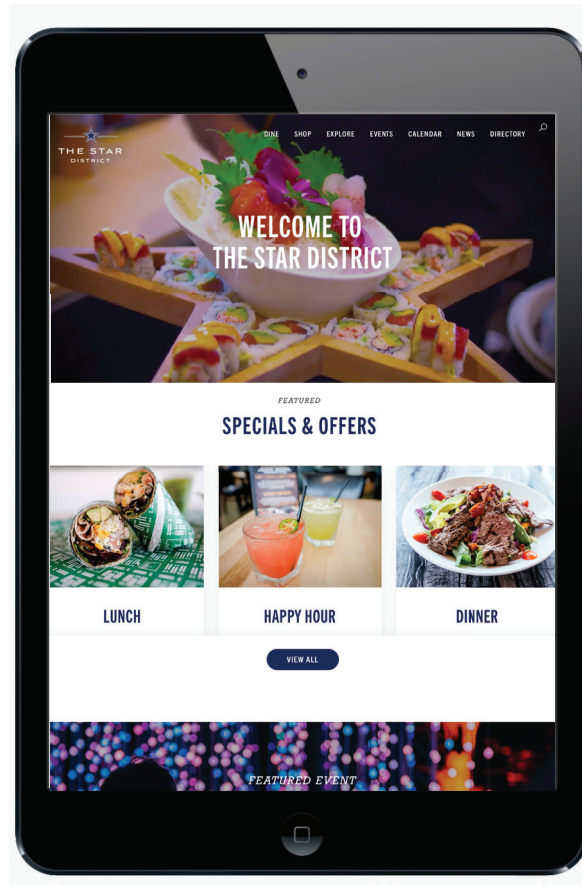 THE STAR
DISTRICT
DINE SHOP EXPLORE EVENTS CALENDAR NEWS DIRECTORY
WELCOME TO
THE STAR DISTRICT
FEATURED
SPECIALS & OFFERS
LUNCH
HAPPY HOUR
DINNER
VIEW ALL
FEATURED EVENT